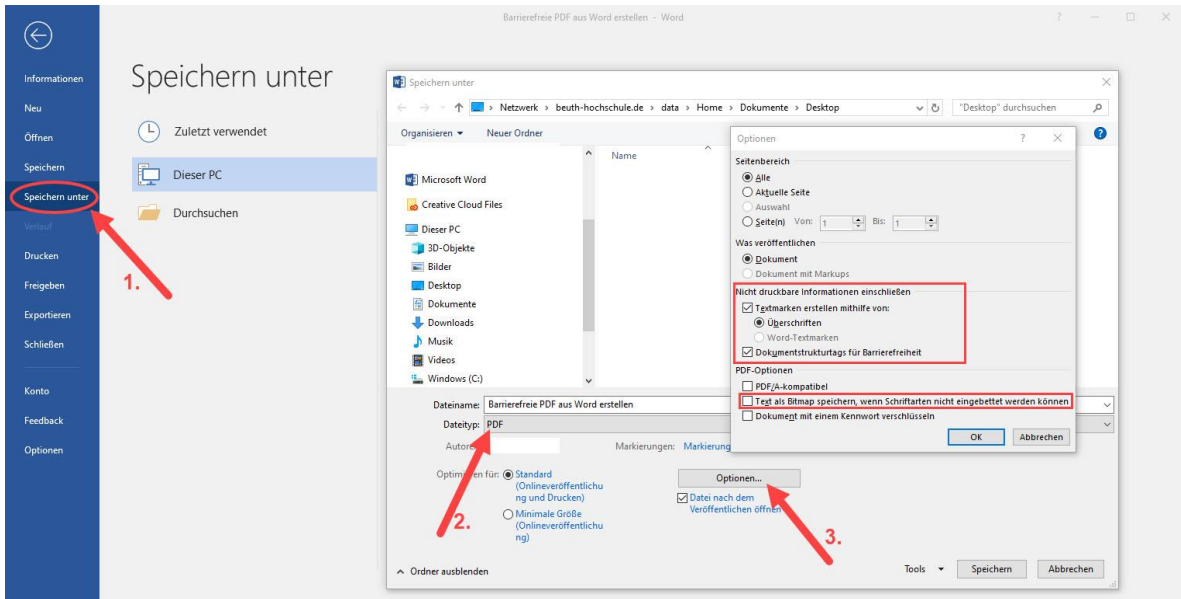 Barrierefreie PDF aus Word erstellen - Word
Informationen
Neu
Öffnen
Speichern
Speichern unter
Verlauf
Drucken
Freigeben
Exportieren
Schließen
Konto
Feedback
Optionen
1.
Speichern unter
Zuletzt verwendet
Dieser PC
Durchsuchen
Speichern unter
Netzwerk › beuth-hochschule.de › data › Home › Dokumente › Desktop
"Desktop" durchsuchen
Organisieren
Neuer Ordner
Name
Microsoft Word
Creative Cloud Files
Dieser PC
3D-Objekte
Bilder
Desktop
Dokumente
Downloads
Musik
Videos
Windows (C:)
Dateiname: Barrierefreie PDF aus Word erstellen
Dateityp: PDF
Markierungen: Markierung
Optimieren für:
Standard
(Onlineveröffentlichu
ng und Drucken)
Minimale Größe
(Onlineveröffentlichu
ng)
2.
Optionen...
Datei nach dem
Veröffentlichen öffnen
3.
Ordner ausblenden
Tools
Speichern
Abbrechen
Optionen
Seitenbereich
Alle
Aktuelle Seite
Auswahl
Seite(n) Von: 1 Bis: 1
Was veröffentlichen
Dokument
Dokument mit Markups
Nicht druckbare Informationen einschließen
Textmarken erstellen mithilfe von:
Überschriften
Word-Textmarken
Dokumentstrukturtags für Barrierefreiheit
PDF-Optionen
PDF/A-kompatibel
Text als Bitmap speichern, wenn Schriftarten nicht eingebettet werden können
Dokument mit einem Kennwort verschlüsseln
OK
Abbrechen